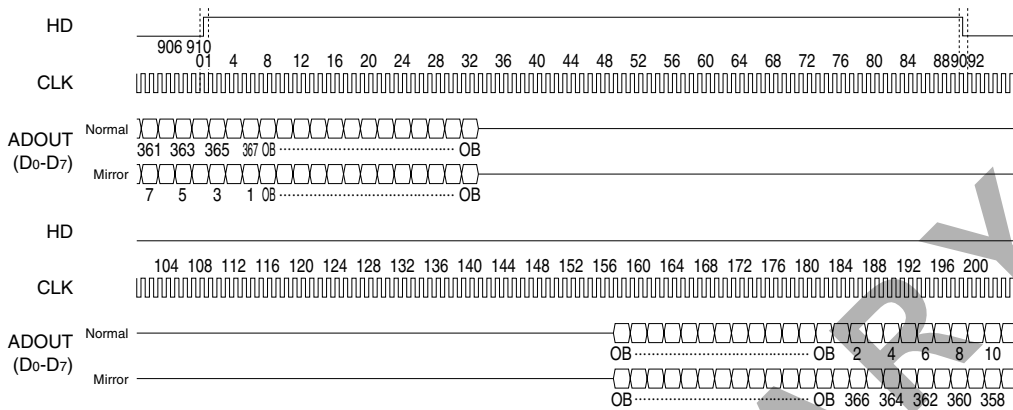 HD
906 910
01 4 8 12 16 20 24 28 32 36 40 44 48 52 56 60 64 68 72 76 80 84 889092
CLK
ADOUT
(D0-D7)
Normal
361 363 365 367 OB OB
Mirror
7 5 3 1 OB OB
HD
104 108 112 116 120 124 128 132 136 140 144 148 152 156 160 164 168 172 176 180 184 188 192 196 200
CLK
ADOUT
(D0-D7)
Normal
OB OB 2 4 6 8 10
Mirror
OB OB 366 364 362 360 358
A R Y